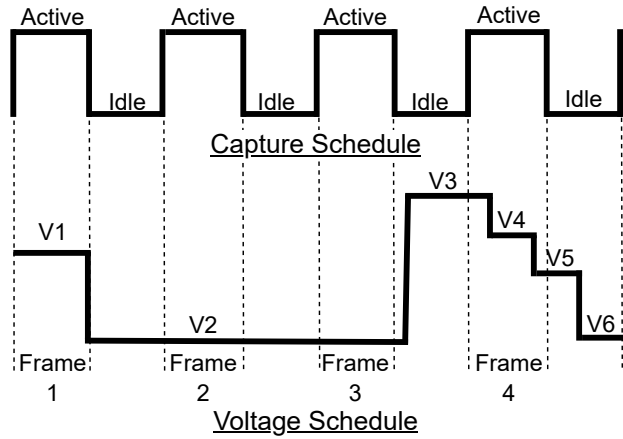 Active Active Active Active
Idle Idle Idle Idle
Capture Schedule
V3
V1 V4
V5
V2 V6
Frame Frame Frame Frame
1 2 3 4
Voltage Schedule